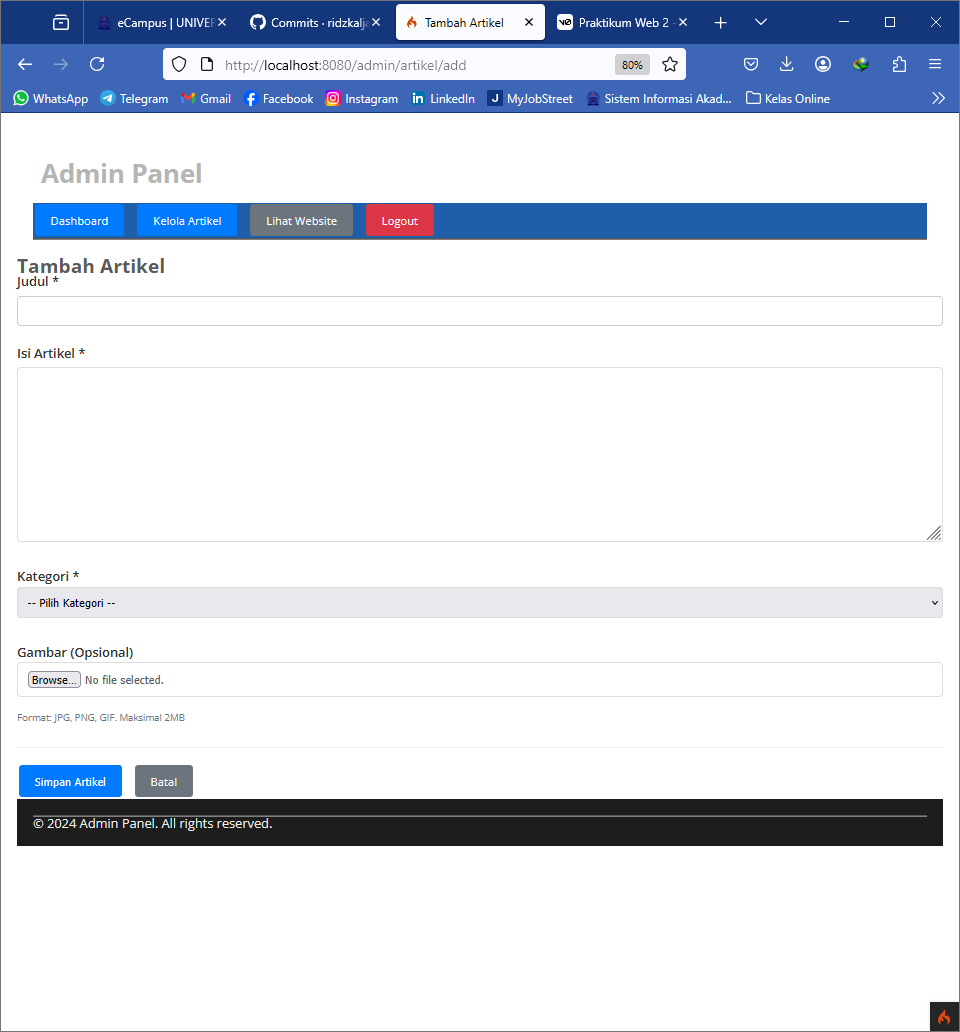 eCampus | UNIVER
Commits · ridzkalja
Tambah Artikel
Praktikum Web 2 -
http://localhost:8080/admin/artikel/add
80%
WhatsApp
Telegram
Gmail
Facebook
Instagram
LinkedIn
MyJobStreet
Sistem Informasi Akad...
Kelas Online
Admin Panel
Dashboard
Kelola Artikel
Lihat Website
Logout
Tambah Artikel
Judul *
Isi Artikel *
Kategori *
-- Pilih Kategori --
Gambar (Opsional)
Browse... No file selected.
Format: JPG, PNG, GIF. Maksimal 2MB
Simpan Artikel
Batal
© 2024 Admin Panel. All rights reserved.